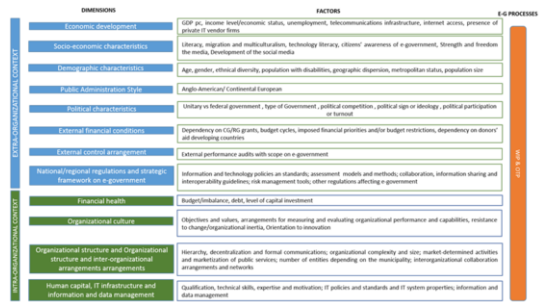 DIMENSIONS
FACTORS
E-G PROCESSES
EXTRA-ORGANIZATIONAL CONTEXT
Economic development
GDP pc, income level/economic status, unemployment, telecommunications infrastructure, internet access, presence of
private IT vendor firms
Socio-economic characteristics
Literacy, migration and multiculturalism, technology literacy, citizens' awareness of e-government, Strength and freedom
the media, Development of the social media
Demographic characteristics
Age, gender, ethnic diversity, population with disabilities, geographic dispersion, metropolitan status, population size
Public Administration Style
Anglo-American/ Continental European
Political characteristics
Unitary vs federal government , type of Government , political competition , political sign or ideology , political participation
or turnout
External financial conditions
Dependency on CG/RG grants, budget cycles, imposed financial priorities and/or budget restrictions, dependency on donors'
aid developing countries
External control arrangement
External performance audits with scope on e-government
National/regional regulations and strategic
framework on e-government
Information and technology policies an standards; assessment models and methods; collaboration, information sharing and
interoperability guidelines; risk management tools; other regulations affecting e-government
INTRA-ORGANIZATIONAL CONTEXT
Financial health
Budget/imbalance, debt, level of capital investment
Organizational culture
Objectives and values, arrangements for measuring and evaluating organizational performance and capabilities, resistance
to change/organizational inertia, Orientation to innovation
Organizational structure and Organizational
structure and inter-organizational
arrangements arrangements
Hierarchy, decentralization and formal communications; organizational complexity and size; market-determined activities
and marketization of public services; number of entities depending on the municipality; interorganizational collaboration
arrangements and networks
Human capital, IT infrastructure and
information and data management
Qualification, technical skills, expertise and motivation; IT policies and standards and IT system properties; information and
data management